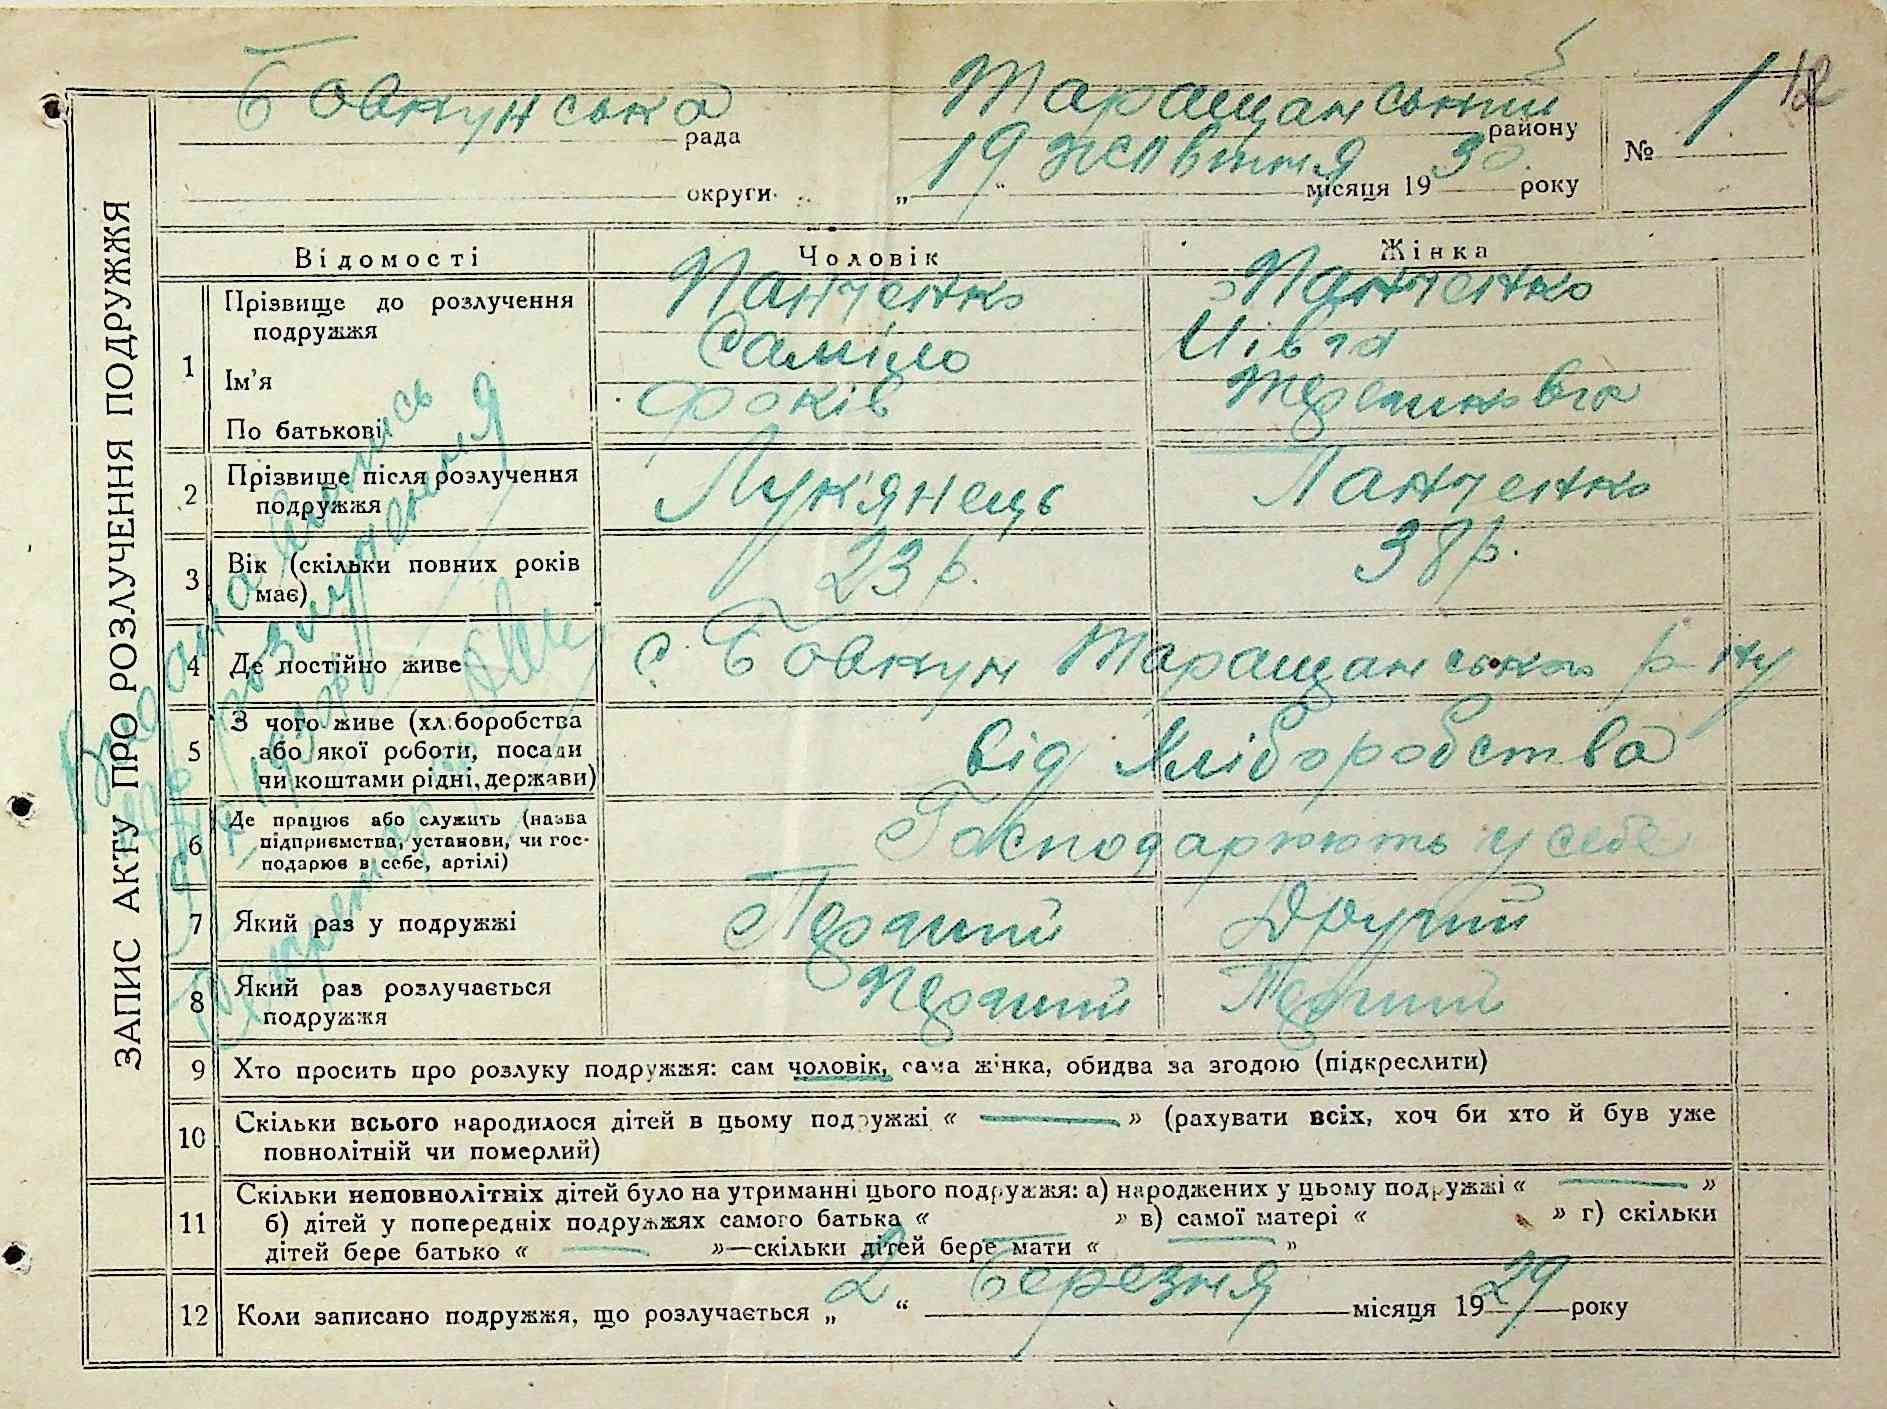 ЗАПИС АКТУ ПРО РОЗЛУЧЕННЯ ПОДРУЖЖЯ
Бовкунська рада Таращанський району № 1 12
округи „ 19 “ жовтня місяця 1930 року
Відомості Чоловік Жінка
1 Прізвище до розлучення подружжя Панченко Панченко
Ім’я Саміло
По батькові Фоків
2 Прізвище після розлучення подружжя Лук'янець Панченко
3 Вік (скільки повних років має) 23 р. 38 р.
4 Де постійно живе с. Бовкун Таращанського р-ну
5 З чого живе (хліборобства або якої роботи, посади чи коштами рідні, держави) від хліборобства
6 Де працює або служить (назва підприємства, установи, чи господарює в себе, артілі) Господарюють у себе
7 Який раз у подружжі Перший Другий
8 Який раз розлучається подружжя Перший Перший
9 Хто просить про розлуку подружжя: сам чоловік, сама жінка, обидва за згодою (підкреслити)
10 Скільки всього народилося дітей в цьому подружжі « — » (рахувати всіх, хоч би хто й був уже
повнолітній чи померлий)
11 Скільки неповнолітніх дітей було на утриманні цього подружжя: а) народжених у цьому подружжі « — »
б) дітей у попередніх подружжях самого батька « » в) самої матері « » г) скільки
дітей бере батько « — »—скільки дітей бере мати « — »
12 Коли записано подружжя, що розлучається „ 2 “ Березня місяця 1929 року
Видана випись
розлучення